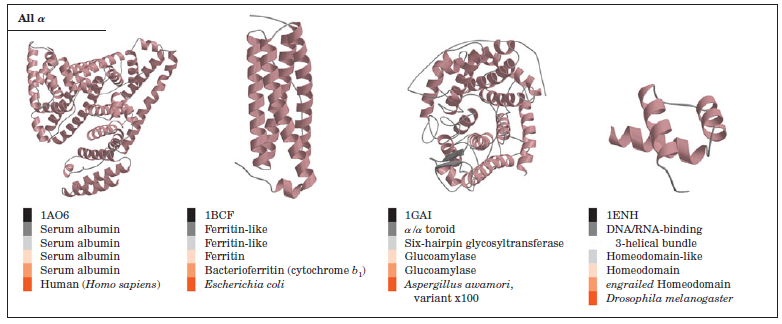 All α
1AO6
Serum albumin
Serum albumin
Serum albumin
Serum albumin
Human (Homo sapiens)
1BCF
Ferritin-like
Ferritin-like
Ferritin
Bacterioferritin (cytochrome b₁)
Escherichia coli
1GAI
α/α toroid
Six-hairpin glycosyltransferase
Glucoamylase
Glucoamylase
Aspergillus awamori,
variant x100
1ENH
DNA/RNA-binding
3-helical bundle
Homeodomain-like
Homeodomain
engrailed Homeodomain
Drosophila melanogaster